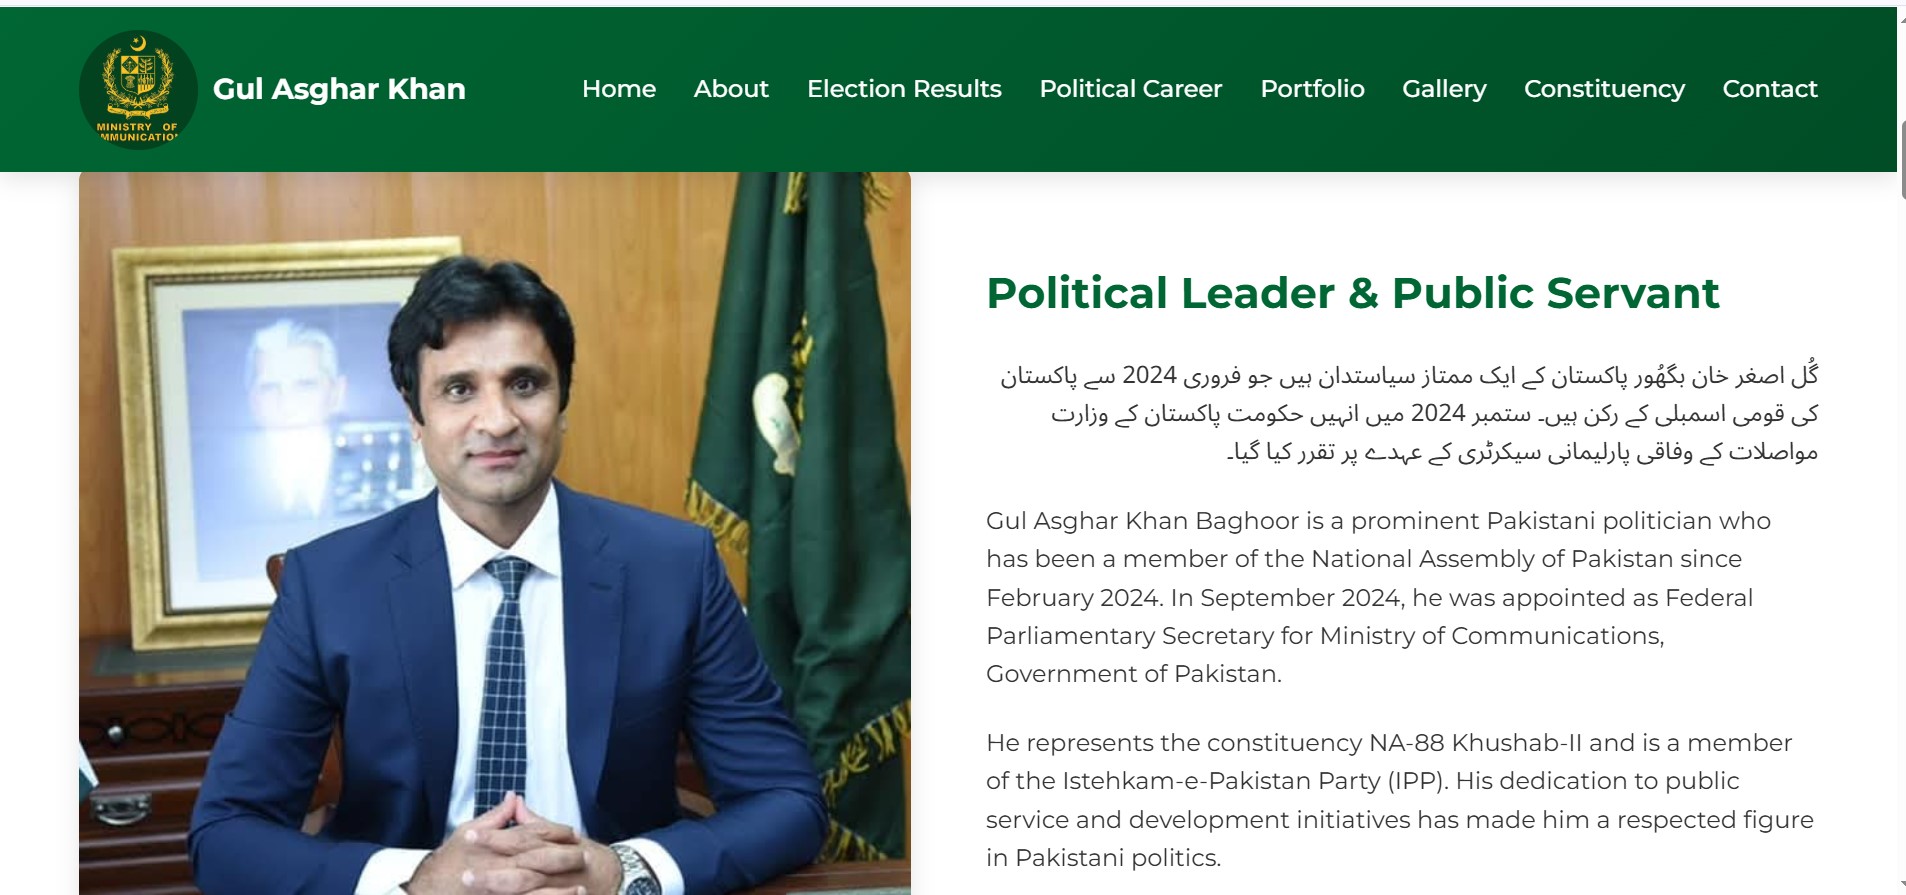 MINISTRY OF
MMUNICATIO
Gul Asghar Khan
Home
About
Election Results
Political Career
Portfolio
Gallery
Constituency
Contact
Political Leader & Public Servant
گُل اصغر خان بگھُور پاکستان کے ایک ممتاز سیاستدان ہیں جو فروری 2024 سے پاکستان
کی قومی اسمبلی کے رکن ہیں۔ ستمبر 2024 میں انہیں حکومت پاکستان کے وزارت
مواصلات کے وفاقی پارلیمانی سیکرٹری کے عہدے پر تقرر کیا گیا۔
Gul Asghar Khan Baghoor is a prominent Pakistani politician who
has been a member of the National Assembly of Pakistan since
February 2024. In September 2024, he was appointed as Federal
Parliamentary Secretary for Ministry of Communications,
Government of Pakistan.
He represents the constituency NA-88 Khushab-II and is a member
of the Istehkam-e-Pakistan Party (IPP). His dedication to public
service and development initiatives has made him a respected figure
in Pakistani politics.